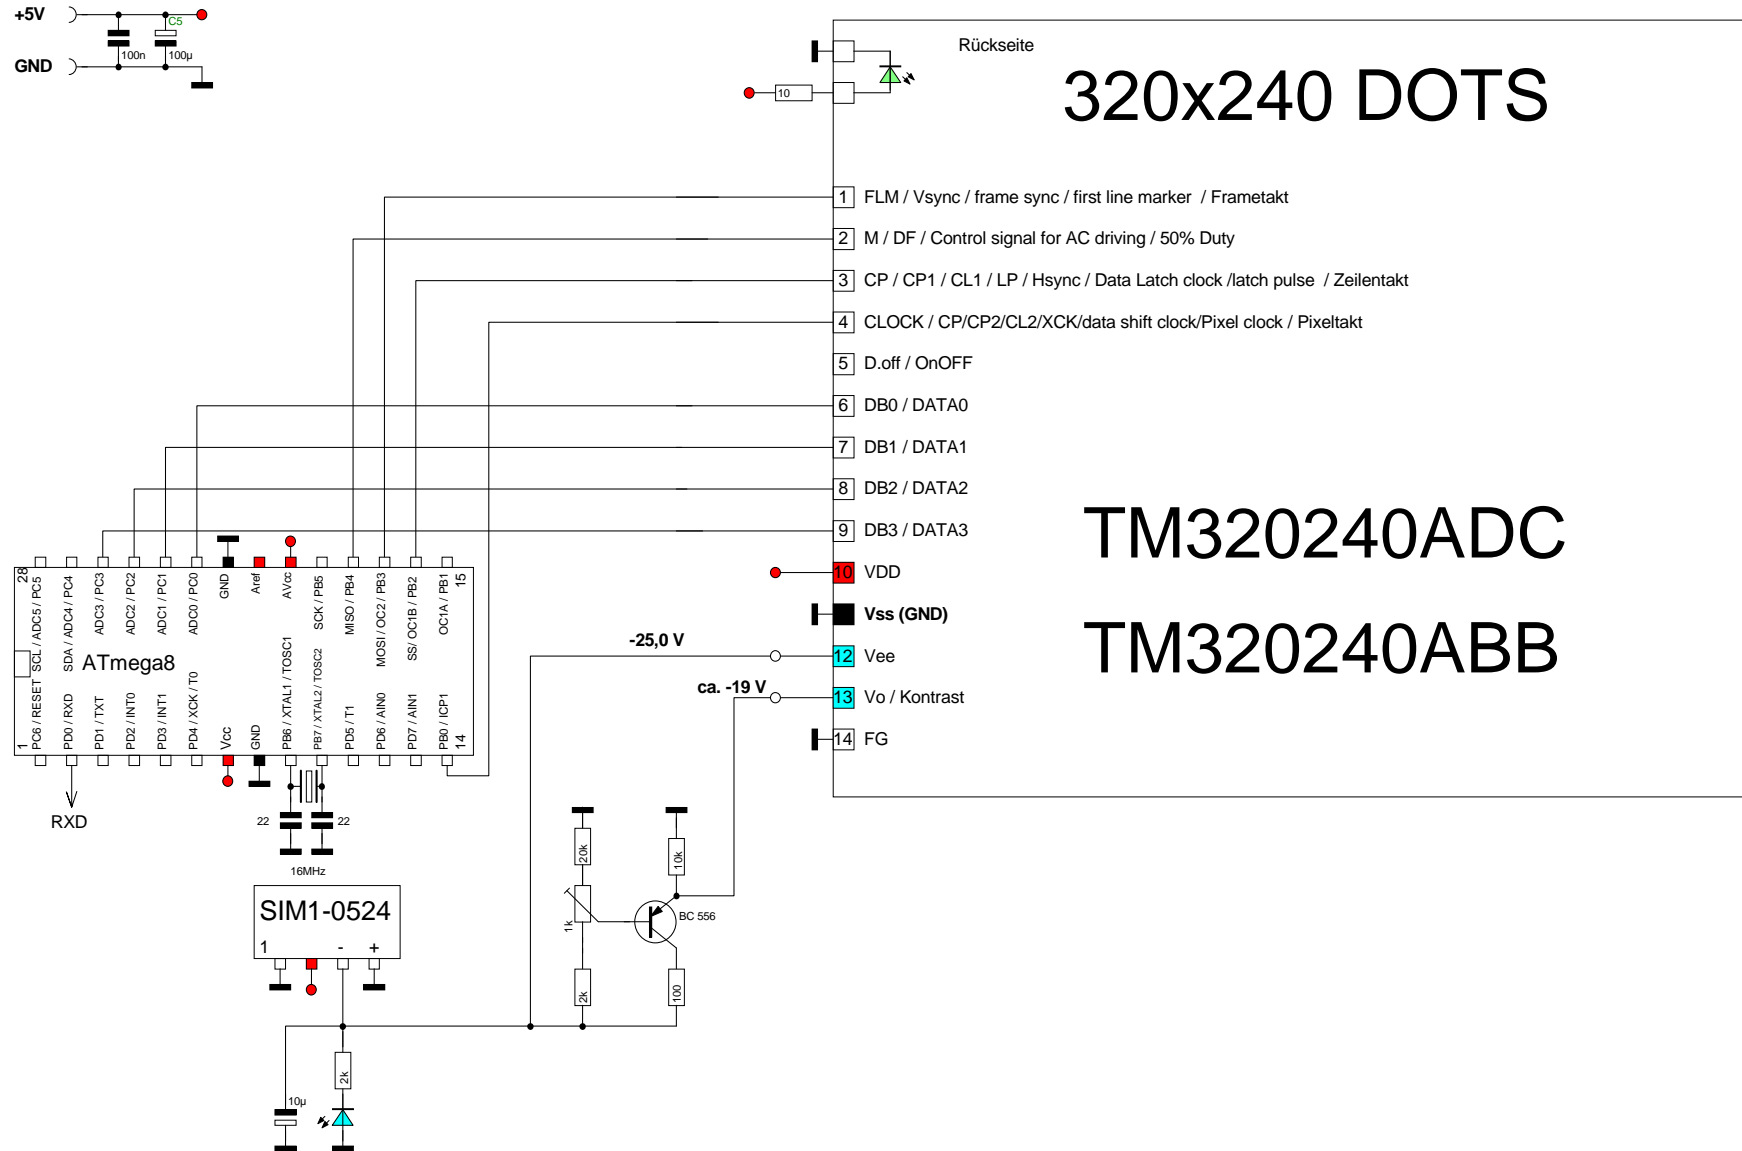 +5V
C5
100n
100µ
GND
Rückseite
320x240 DOTS
10
1 FLM / Vsync / frame sync / first line marker / Frametakt
2 M / DF / Control signal for AC driving / 50% Duty
3 CP / CP1 / CL1 / LP / Hsync / Data Latch clock /latch pulse / Zeilentakt
4 CLOCK / CP/CP2/CL2/XCK/data shift clock/Pixel clock / Pixeltakt
5 D.off / OnOFF
6 DB0 / DATA0
7 DB1 / DATA1
8 DB2 / DATA2
9 DB3 / DATA3
10 VDD
Vss (GND)
12 Vee
13 Vo / Kontrast
14 FG
TM320240ADC
TM320240ABB
-25,0 V
ca. -19 V
28
SCL / ADC5 / PC5
SDA / ADC4 / PC4
ADC3 / PC3
ADC2 / PC2
ADC1 / PC1
ADC0 / PC0
GND
Aref
AVcc
SCK / PB5
MISO / PB4
MOSI / OC2 / PB3
SS/ OC1B / PB2
OC1A / PB1
15
ATmega8
1
PC6 / RESET
PD0 / RXD
PD1 / TXT
PD2 / INT0
PD3 / INT1
PD4 / XCK / T0
Vcc
GND
PB6 / XTAL1 / TOSC1
PB7 / XTAL2 / TOSC2
PD5 / T1
PD6 / AIN0
PD7 / AIN1
PB0 / ICP1
14
RXD
22
22
16MHz
SIM1-0524
1
-
+
20k
10k
1k
BC 556
2k
100
2k
10µ